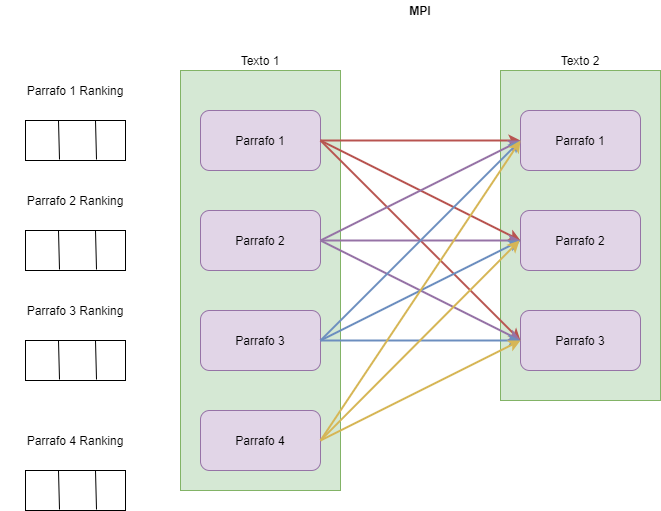 MPI
Texto 1
Texto 2
Parrafo 1 Ranking
Parrafo 1
Parrafo 1
Parrafo 2 Ranking
Parrafo 2
Parrafo 2
Parrafo 3 Ranking
Parrafo 3
Parrafo 3
Parrafo 4 Ranking
Parrafo 4